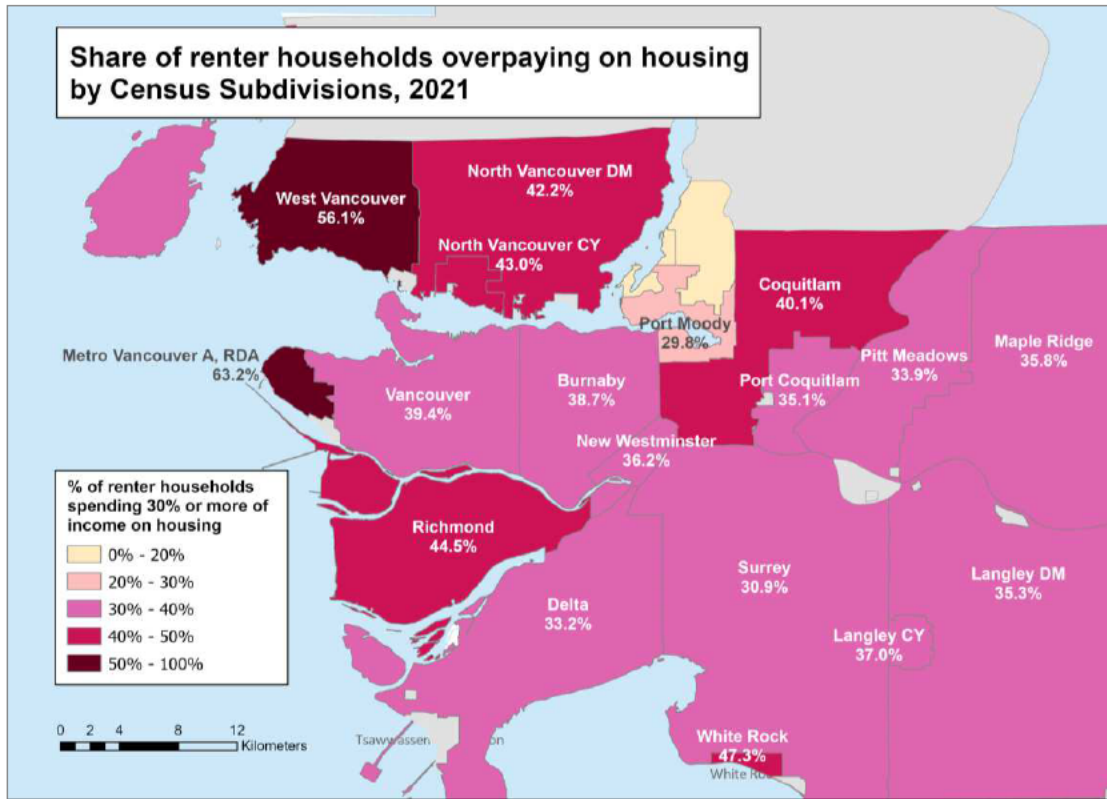 Share of renter households overpaying on housing
by Census Subdivisions, 2021
North Vancouver DM
42.2%
West Vancouver
56.1%
North Vancouver CY
43.0%
Coquitlam
40.1%
Port Moody
29.8%
Maple Ridge
35.8%
Pitt Meadows
33.9%
Metro Vancouver A, RDA
63.2%
Vancouver
39.4%
Burnaby
38.7%
Port Coquitlam
35.1%
New Westminster
36.2%
% of renter households
spending 30% or more of
income on housing
0% - 20%
20% - 30%
30% - 40%
40% - 50%
50% - 100%
Richmond
44.5%
Surrey
30.9%
Langley DM
35.3%
Delta
33.2%
Langley CY
37.0%
0 2 4 8 12
Kilometers
Tsawwassen
White Rock
47.3%
White